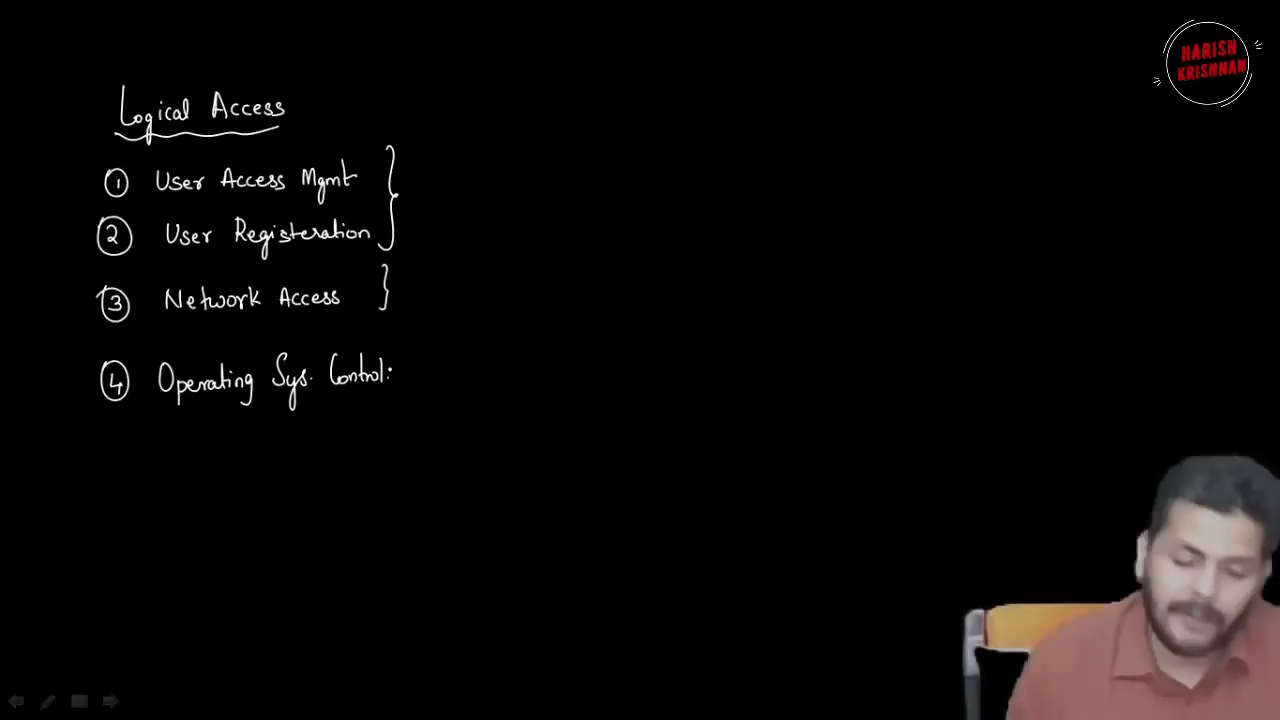 HARISH
KRISHNAN
Logical Access
1 User Access Mgmt
2 User Registeration
3 Network Access
4 Operating Sys. Control: